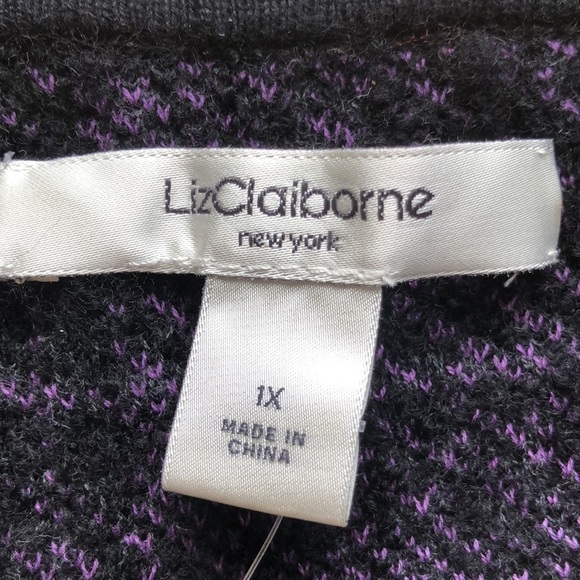 LizClaiborne
new york
1X
MADE IN
CHINA